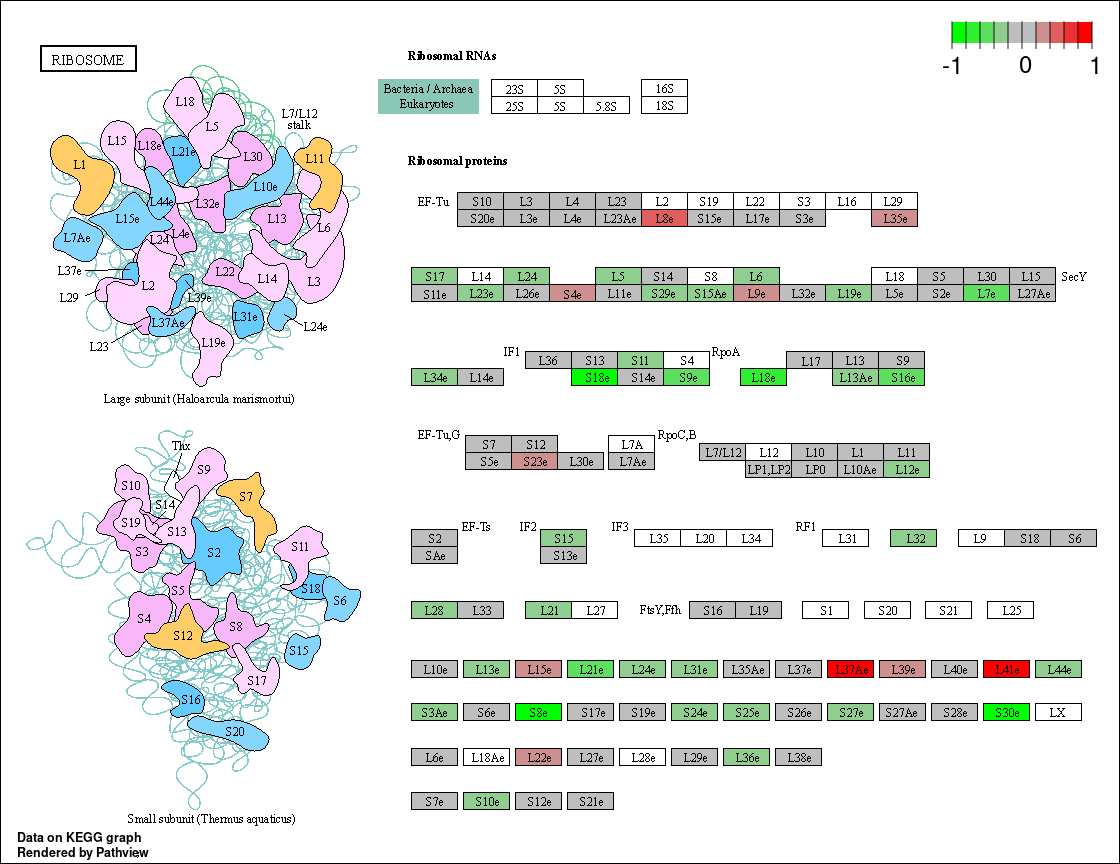 RIBOSOME
Ribosomal RNAs
-1 0 1
Bacteria / Archaea
Eukaryotes
23S 5S 16S
25S 5S 5.8S 18S
Ribosomal proteins
EF-Tu S10 L3 L4 L23 L2 S19 L22 S3 L16 L29
S20e L3e L4e L23Ae L8e S15e L17e S3e L35e
S17 L14 L24 L5 S14 S8 L6 L18 S5 L30 L15 SecY
S11e L23e L26e S4e L11e S29e S15Ae L9e L32e L19e L5e S2e L7e L27Ae
IF1 L36 S13 S11 S4 RpoA L17 L13 S9
L34e L14e S18e S14e S9e L18e L13Ae S16e
EF-Tu,G S7 S12 L7A RpoC,B L7/L12 L12 L10 L1 L11
S5e S23e L30e L7Ae LP1,LP2 LP0 L10Ae L12e
S2 EF-Ts IF2 S15 IF3 L35 L20 L34 RF1 L31 L32 L9 S18 S6
SAe S13e
L28 L33 L21 L27 FtsY,Ffh S16 L19 S1 S20 S21 L25
L10e L13e L15e L21e L24e L31e L35Ae L37e L37Ae L39e L40e L41e L44e
S3Ae S6e S8e S17e S19e S24e S25e S26e S27e S27Ae S28e S30e LX
L6e L18Ae L22e L27e L28e L29e L36e L38e
S7e S10e S12e S21e
L18
L5
L7/L12
stalk
L15
L18e
L21e
L30
L11
L1
L10e
L44e
L32e
L15e
L13
L6
L7Ae
L24
L4e
L37e
L22
L14
L3
L2
L29
L39e
L37Ae
L31e
L24e
L23
L19e
Large subunit (Haloarcula marismortui)
Thx
S9
S10
S7
S14
S19
S13
S3
S2
S11
S5
S18
S6
S4
S12
S8
S15
S17
S16
S20
Small subunit (Thermus aquaticus)
Data on KEGG graph
Rendered by Pathview